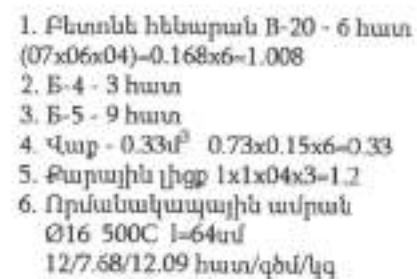 1. Բետոնե հենարան B-20 - 6 հատ
(07x06x04)=0.168x6=1.008
2. Б-4 - 3 հատ
3. Б-5 - 9 հատ
4. Վաք - 0.33մ³ 0.73x0.15x6=0.33
5. Քարային լիցք 1x1x04x3=1.2
6. Որմնակապային ամրան
Ø16 500C l=64սմ
12/7.68/12.09 հատ/գծմ/կգ